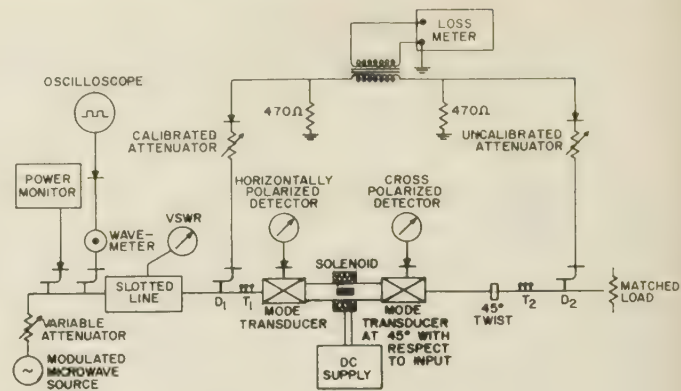 LOSS
METER
OSCILLOSCOPE
470Ω
470Ω
CALIBRATED
ATTENUATOR
UNCALIBRATED
ATTENUATOR
POWER
MONITOR
HORIZONTALLY
POLARIZED
DETECTOR
CROSS
POLARIZED
DETECTOR
WAVE-
METER
VSWR
SOLENOID
SLOTTED
LINE
D1
T1
MODE
TRANSDUCER
MODE
TRANSDUCER
AT 45° WITH
RESPECT
TO INPUT
45°
TWIST
T2
D2
MATCHED
LOAD
VARIABLE
ATTENUATOR
MODULATED
MICROWAVE
SOURCE
DC
SUPPLY